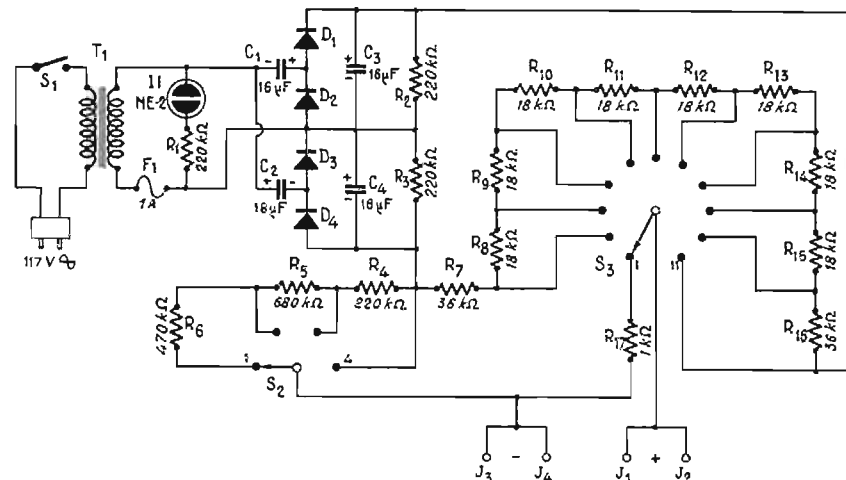 S1
T1
I1
NE-2
R1
220 kΩ
F1
1A
117 V
C1
- +
16 µF
C2
+ -
16 µF
D1
D2
D3
D4
+
C3
16 µF
+
C4
16 µF
R2
220 kΩ
R3
220 kΩ
R10
18 kΩ
R11
18 kΩ
R12
18 kΩ
R13
18 kΩ
R9
18 kΩ
R8
18 kΩ
R14
18 kΩ
R15
18 kΩ
R16
36 kΩ
S3
1
11
R17
1 kΩ
R5
680 kΩ
R4
220 kΩ
R7
36 kΩ
R6
470 kΩ
1
S2
4
J3 - J4
J1 + J2